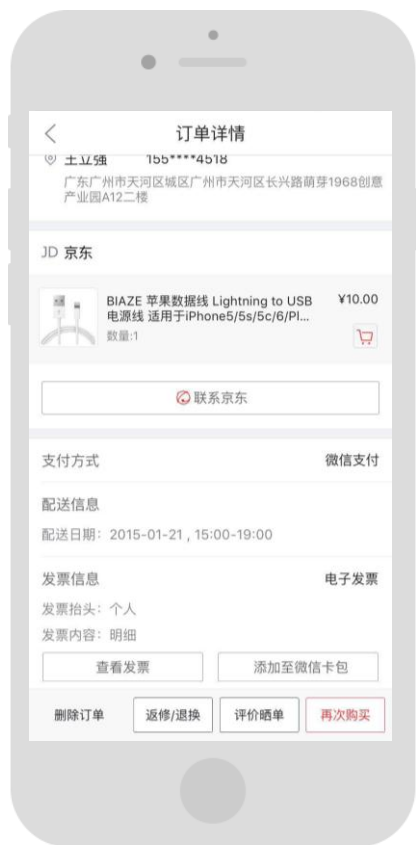 订单详情
王立强 155****4518
广东广州市天河区城区广州市天河区长兴路萌芽1968创意
产业园A12二楼
JD 京东
BIAZE 苹果数据线 Lightning to USB ¥10.00
电源线 适用于iPhone5/5s/5c/6/Pl...
数量:1
联系京东
支付方式 微信支付
配送信息
配送日期：2015-01-21 , 15:00-19:00
发票信息 电子发票
发票抬头：个人
发票内容：明细
查看发票 添加至微信卡包
删除订单 返修/退换 评价晒单 再次购买